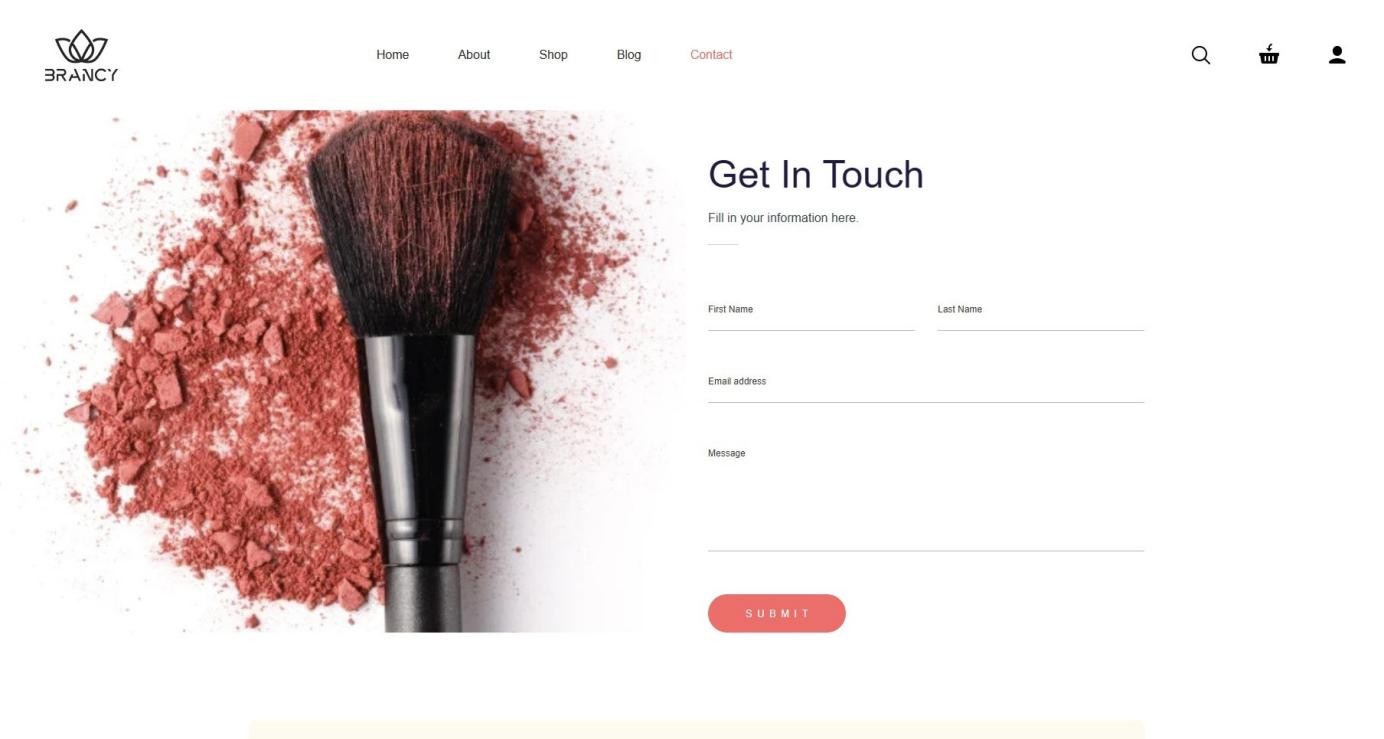 BRANCY
Home About Shop Blog Contact
Get In Touch
Fill in your information here.
First Name Last Name
Email address
Message
SUBMIT